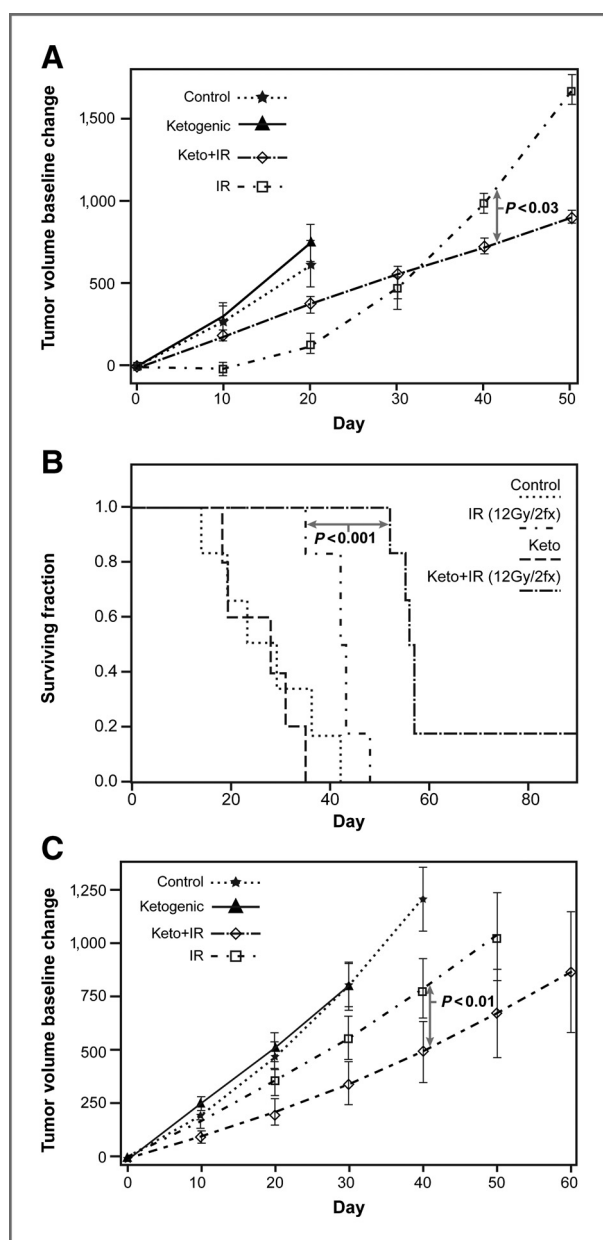 A
Tumor volume baseline change
1,500
1,000
500
0
Control
Ketogenic
Keto+IR
IR
P < 0.03
0 10 20 30 40 50
Day
B
Surviving fraction
1.0
0.8
0.6
0.4
0.2
0.0
Control
IR (12Gy/2fx)
Keto
Keto+IR (12Gy/2fx)
P < 0.001
0 20 40 60 80
Day
C
Tumor volume baseline change
1,250
1,000
750
500
250
0
Control
Ketogenic
Keto+IR
IR
P < 0.01
0 10 20 30 40 50 60
Day